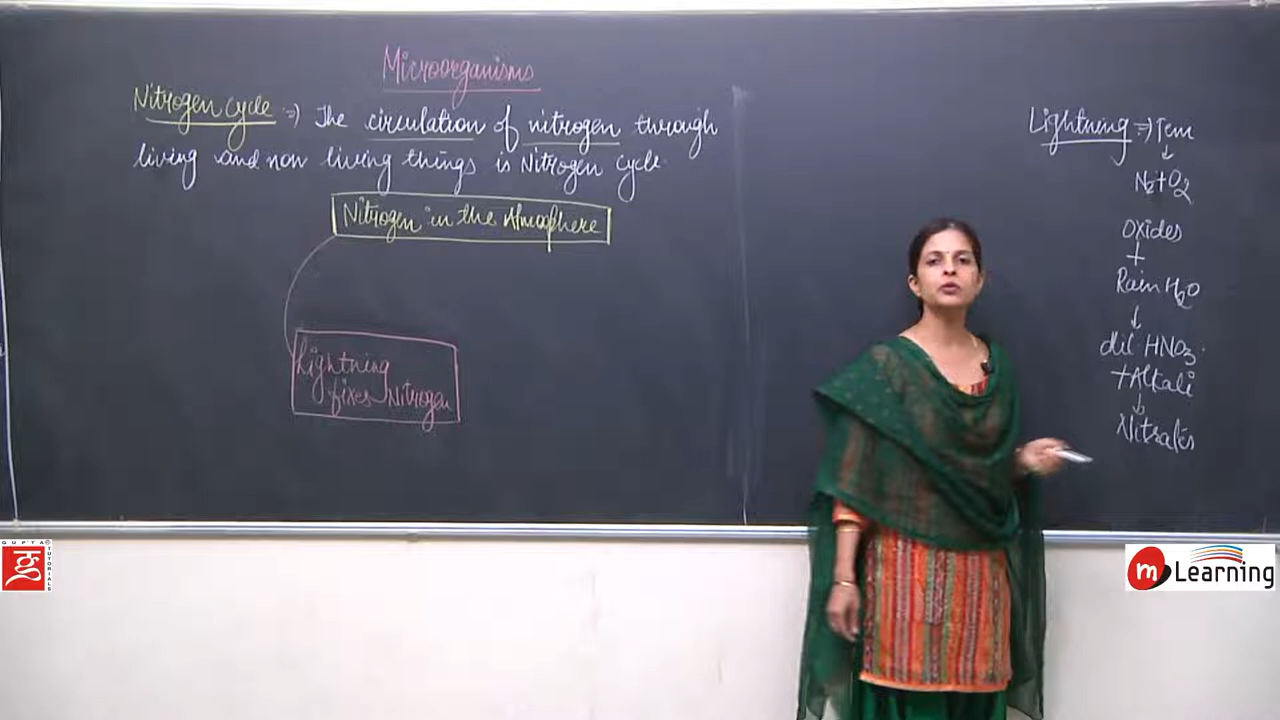 Microorganisms
Nitrogen cycle => The circulation of nitrogen through
living and non living things is Nitrogen cycle.
Nitrogen in the Atmosphere
Lightning
fixes Nitrogen
Lightning => Tem
↓
N2+O2
Oxides
+
Rain H2O
↓
dil HNO3.
+Alkali
↓
Nitrates
GUPTA
TUTORIALS
m Learning